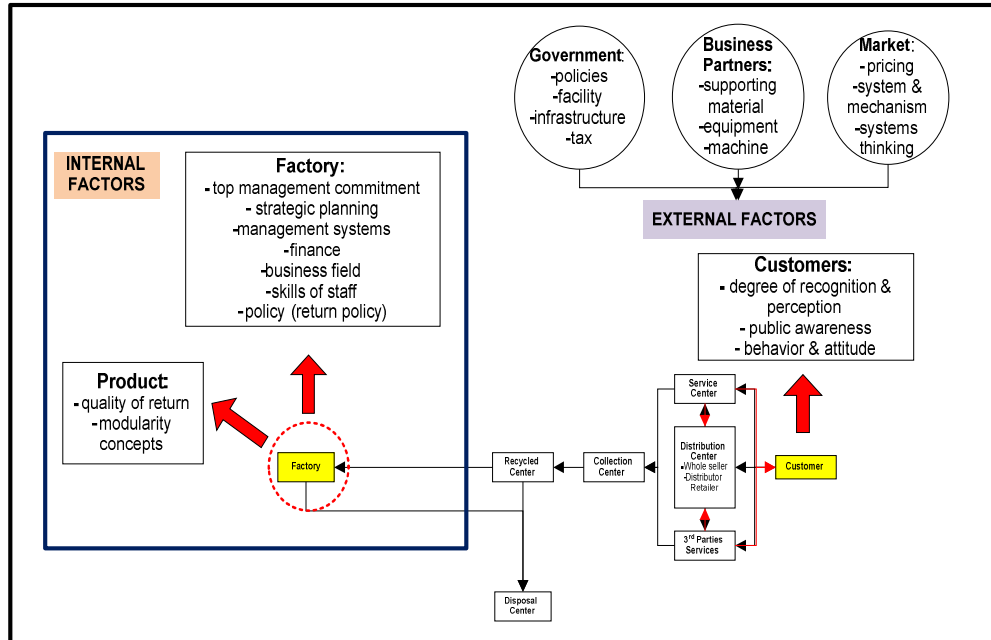 Government:
-policies
-facility
-infrastructure
-tax
Business
Partners:
-supporting
material
-equipment
-machine
Market:
-pricing
-system &
mechanism
-systems
thinking
EXTERNAL FACTORS
INTERNAL
FACTORS
Factory:
- top management commitment
- strategic planning
-management systems
-finance
-business field
-skills of staff
-policy (return policy)
Customers:
- degree of recognition &
perception
- public awareness
- behavior & attitude
Product:
- quality of return
- modularity
concepts
Factory
Recycled
Center
Collection
Center
Service
Center
Distribution
Center
-Whole seller
-Distributor
Retailer
3rd Parties
Services
Customer
Disposal
Center